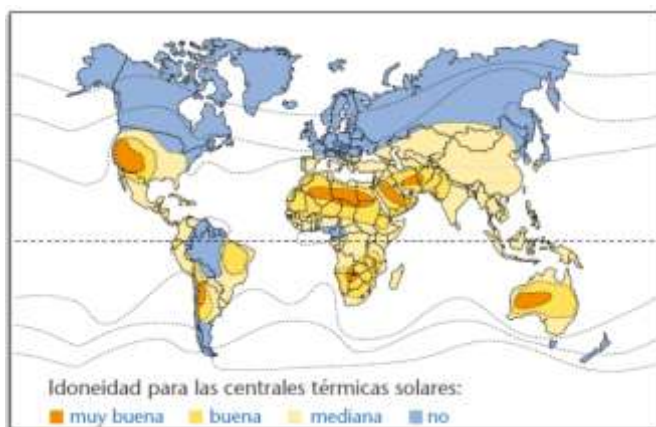 Idoneidad para las centrales térmicas solares:
muy buena buena mediana no